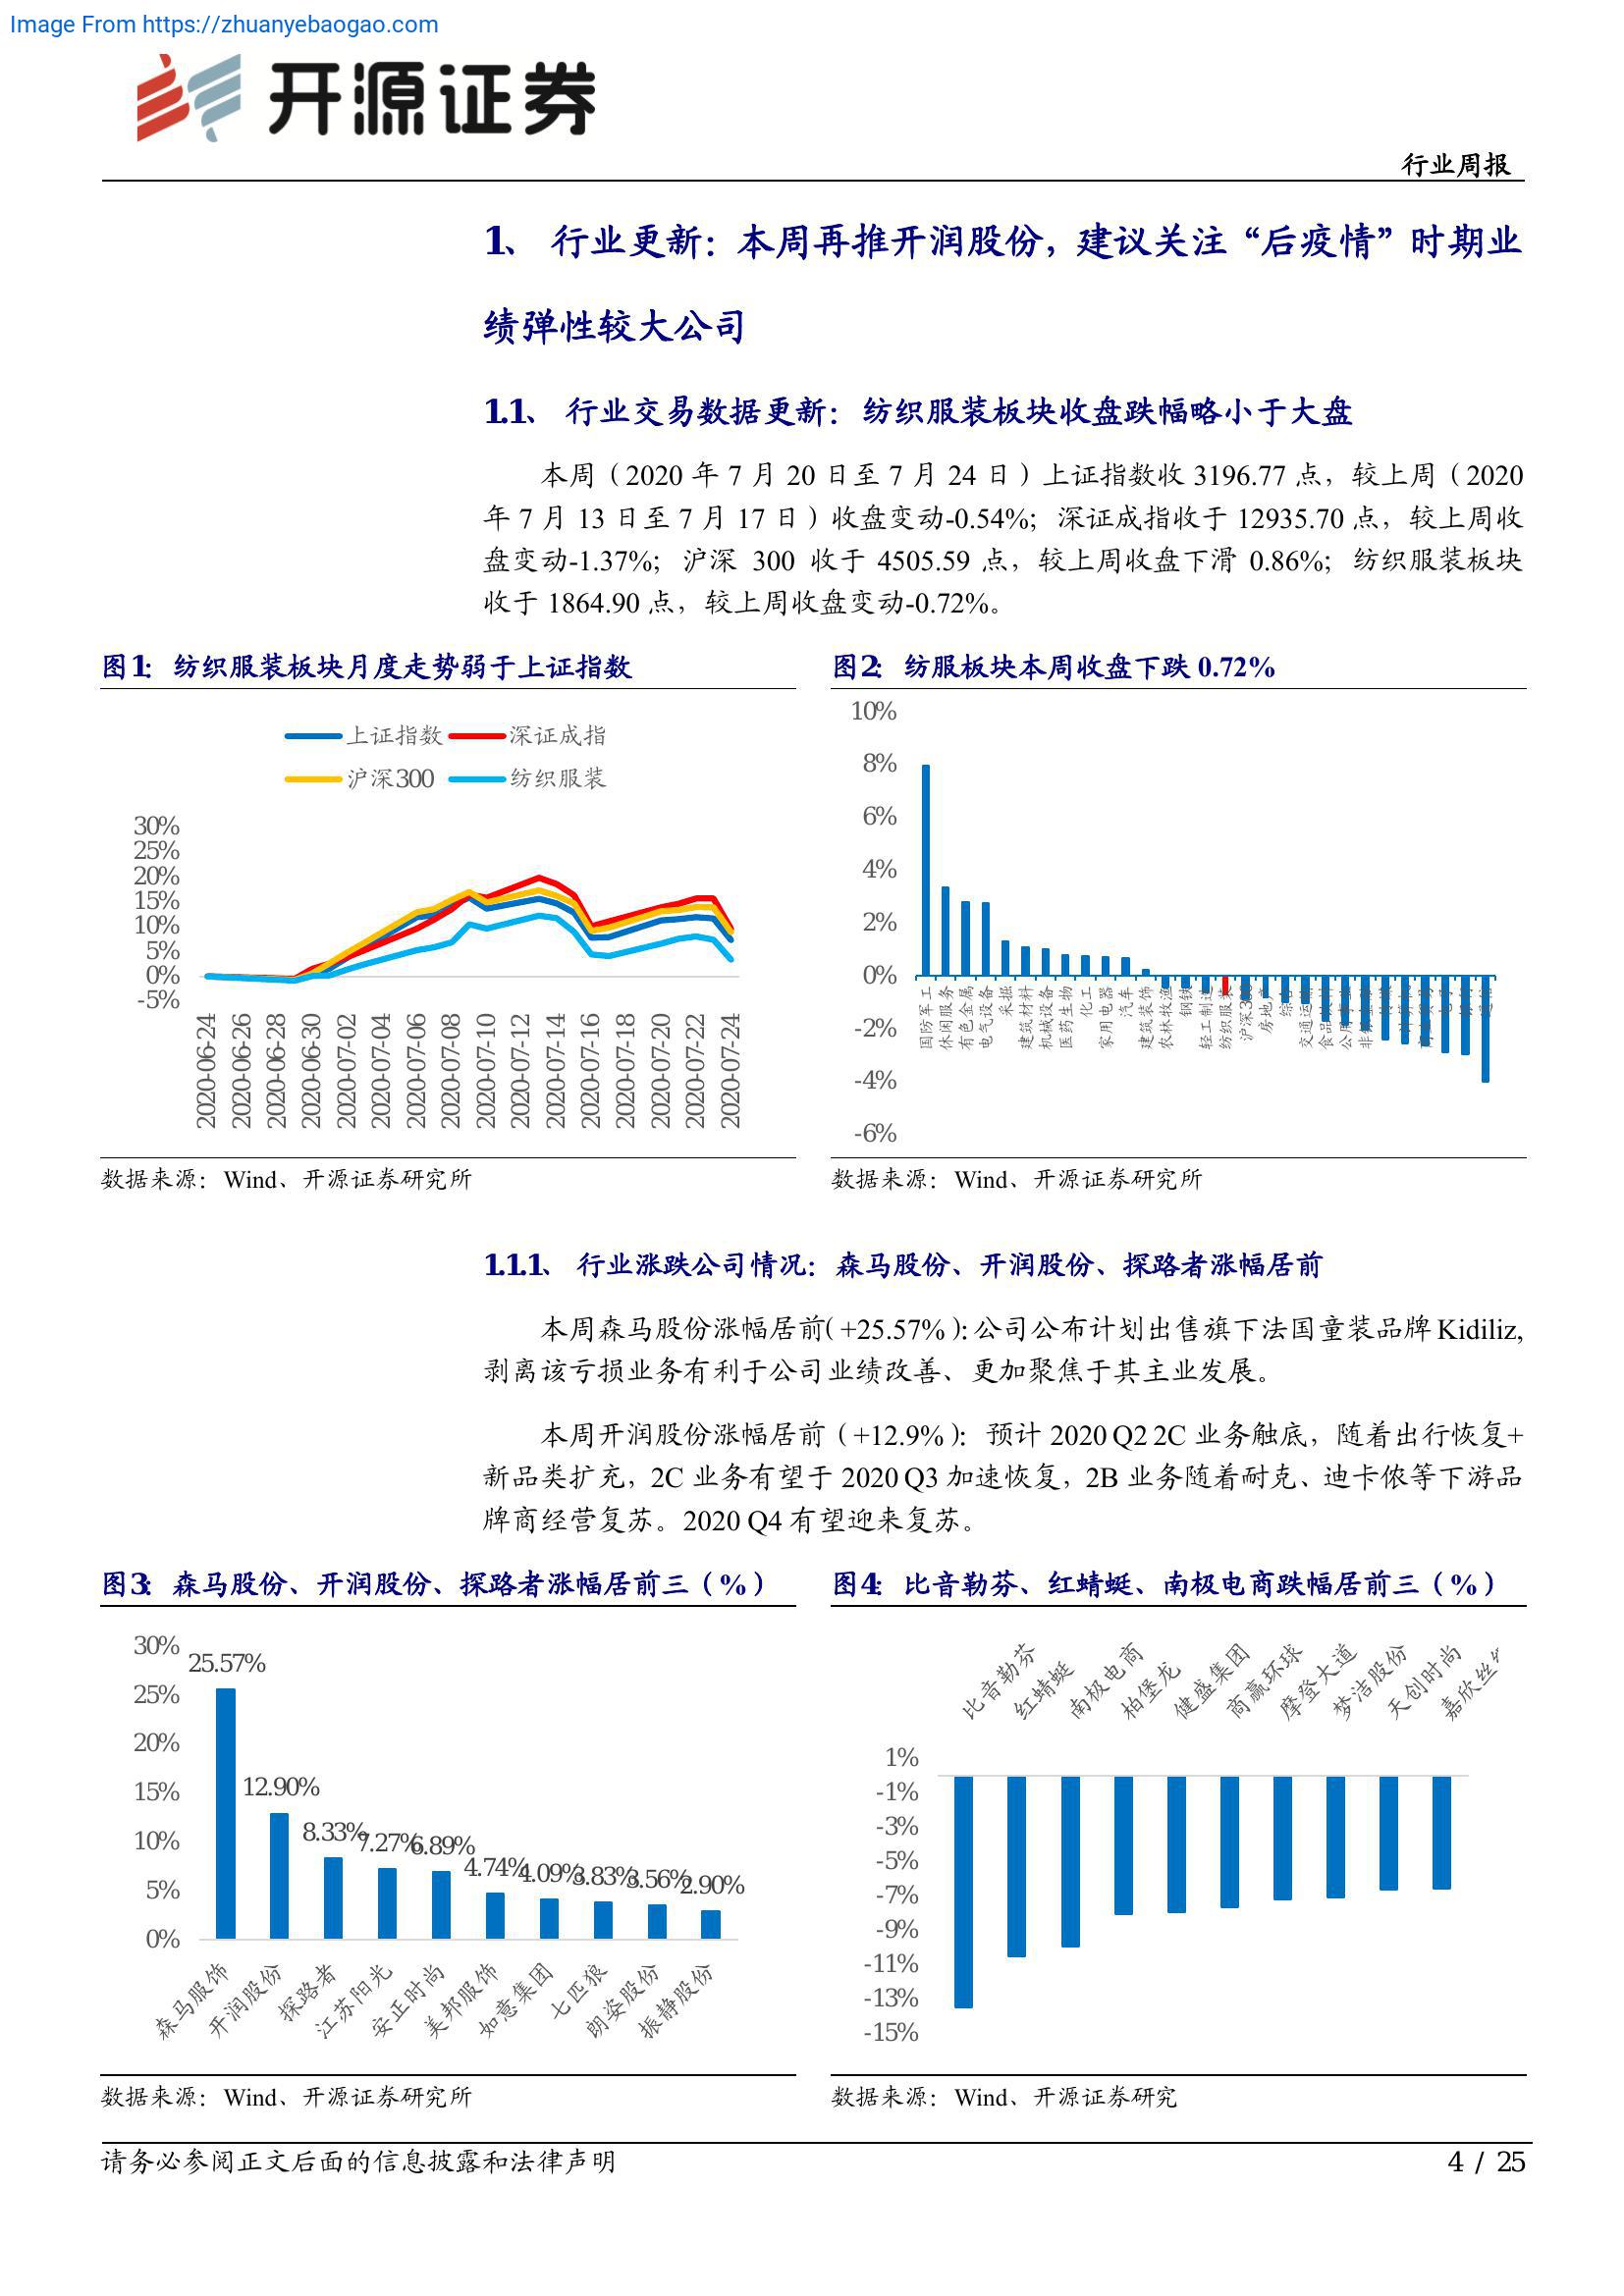 Image From https://zhuanyebaogao.com
开源证券
行业周报
1、 行业更新：本周再推开润股份，建议关注“后疫情”时期业
绩弹性较大公司
1.1、 行业交易数据更新：纺织服装板块收盘跌幅略小于大盘
本周（2020 年 7 月 20 日至 7 月 24 日）上证指数收 3196.77 点，较上周（2020
年 7 月 13 日至 7 月 17 日）收盘变动-0.54%；深证成指收于 12935.70 点，较上周收
盘变动-1.37%；沪深 300 收于 4505.59 点，较上周收盘下滑 0.86%；纺织服装板块
收于 1864.90 点，较上周收盘变动-0.72%。
图1： 纺织服装板块月度走势弱于上证指数
上证指数 深证成指
沪深300 纺织服装
30%
25%
20%
15%
10%
5%
0%
-5%
2020-06-24
2020-06-26
2020-06-28
2020-06-30
2020-07-02
2020-07-04
2020-07-06
2020-07-08
2020-07-10
2020-07-12
2020-07-14
2020-07-16
2020-07-18
2020-07-20
2020-07-22
2020-07-24
数据来源：Wind、开源证券研究所
图2： 纺服板块本周收盘下跌 0.72%
10%
8%
6%
4%
2%
0%
-2%
-4%
-6%
国防军工
休闲服务
有色金属
电气设备
采掘
建筑材料
机械设备
医药生物
化工
家用电器
汽车
建筑装饰
农林牧渔
钢铁
轻工制造
纺织服装
沪深300
房地产
综合
交通运输
数据来源：Wind、开源证券研究所
1.1.1、 行业涨跌公司情况：森马股份、开润股份、探路者涨幅居前
本周森马股份涨幅居前（+25.57%）：公司公布计划出售旗下法国童装品牌 Kidiliz,
剥离该亏损业务有利于公司业绩改善、更加聚焦于其主业发展。
本周开润股份涨幅居前（+12.9%）：预计 2020 Q2 2C 业务触底，随着出行恢复+
新品类扩充，2C 业务有望于 2020 Q3 加速恢复，2B 业务随着耐克、迪卡侬等下游品
牌商经营复苏。2020 Q4 有望迎来复苏。
图3： 森马股份、开润股份、探路者涨幅居前三（%）
30%
25%
20%
15%
10%
5%
0%
25.57%
12.90%
8.33%
7.27%
6.89%
4.74%
4.09%
3.83%
3.56%
2.90%
森马服饰
开润股份
探路者
江苏阳光
安正时尚
美邦服饰
如意集团
七匹狼
朗姿股份
振静股份
数据来源：Wind、开源证券研究所
图4： 比音勒芬、红蜻蜓、南极电商跌幅居前三（%）
比音勒芬
红蜻蜓
南极电商
柏堡龙
健盛集团
商赢环球
摩登大道
梦洁股份
天创时尚
嘉欣丝
1%
-1%
-3%
-5%
-7%
-9%
-11%
-13%
-15%
数据来源：Wind、开源证券研究
请务必参阅正文后面的信息披露和法律声明
4 / 25